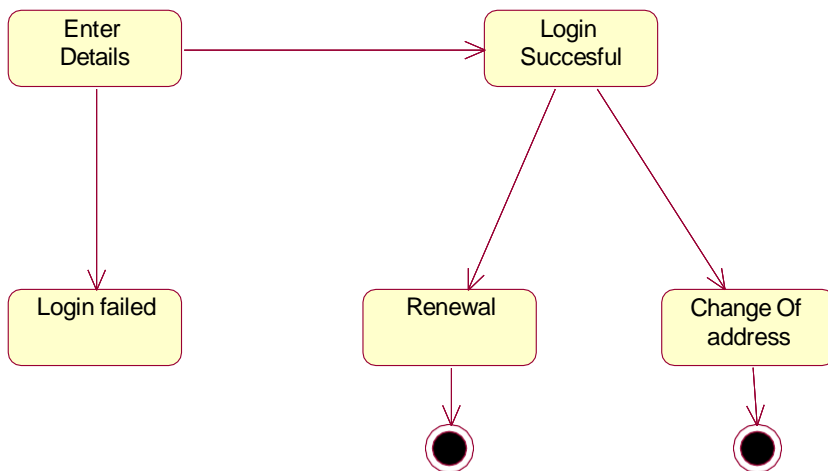 Enter
Details
Login
Succesful
Login failed
Renewal
Change Of
address